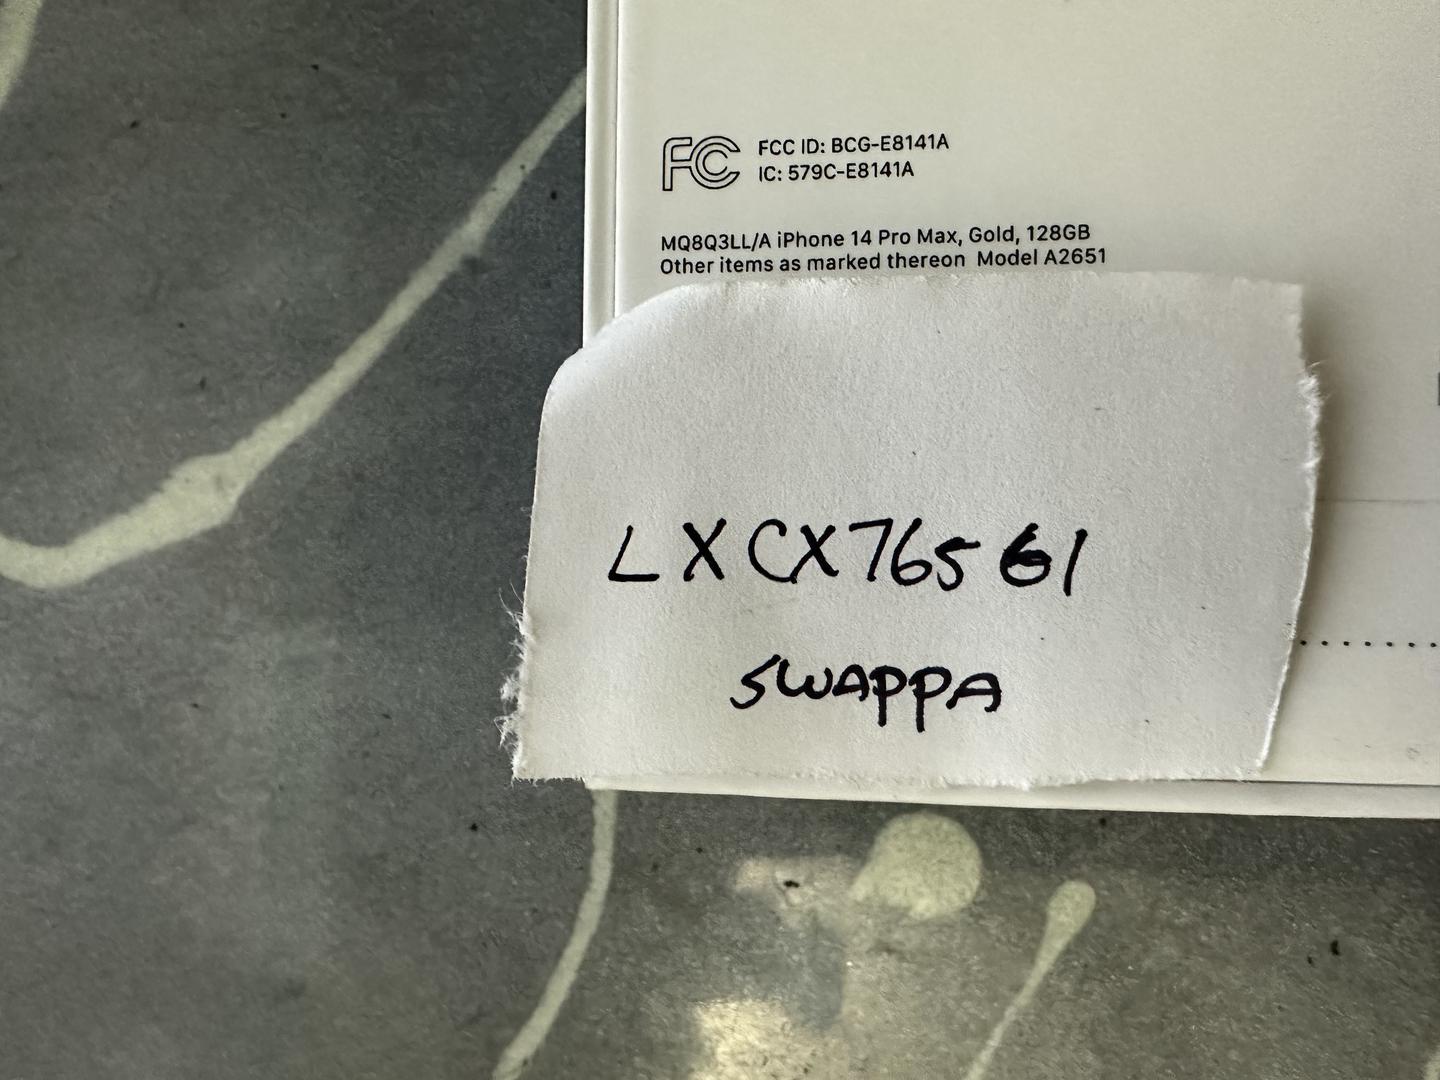 FC FCC ID: BCG-E8141A
IC: 579C-E8141A
MQ8Q3LL/A iPhone 14 Pro Max, Gold, 128GB
Other items as marked thereon Model A2651
SWAPPA